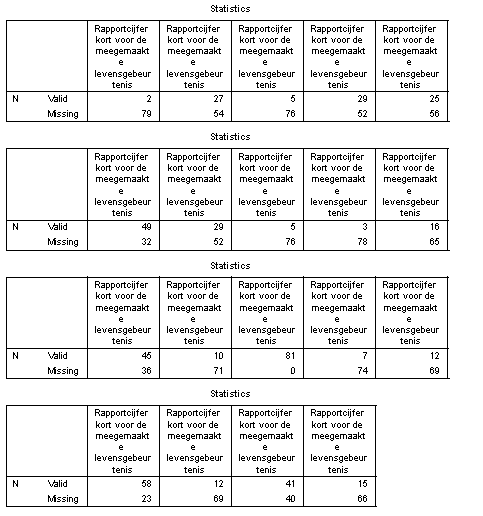 Statistics
Rapportcijfer Rapportcijfer Rapportcijfer Rapportcijfer Rapportcijfer
kort voor de kort voor de kort voor de kort voor de kort voor de
meegemaakt meegemaakt meegemaakt meegemaakt meegemaakt
e e e e e
levensgebeur levensgebeur levensgebeur levensgebeur levensgebeur
tenis tenis tenis tenis tenis
N Valid 2 27 5 29 25
Missing 79 54 76 52 56
Statistics
Rapportcijfer Rapportcijfer Rapportcijfer Rapportcijfer Rapportcijfer
kort voor de kort voor de kort voor de kort voor de kort voor de
meegemaakt meegemaakt meegemaakt meegemaakt meegemaakt
e e e e e
levensgebeur levensgebeur levensgebeur levensgebeur levensgebeur
tenis tenis tenis tenis tenis
N Valid 49 29 5 3 16
Missing 32 52 76 78 65
Statistics
Rapportcijfer Rapportcijfer Rapportcijfer Rapportcijfer Rapportcijfer
kort voor de kort voor de kort voor de kort voor de kort voor de
meegemaakt meegemaakt meegemaakt meegemaakt meegemaakt
e e e e e
levensgebeur levensgebeur levensgebeur levensgebeur levensgebeur
tenis tenis tenis tenis tenis
N Valid 45 10 81 7 12
Missing 36 71 0 74 69
Statistics
Rapportcijfer Rapportcijfer Rapportcijfer Rapportcijfer
kort voor de kort voor de kort voor de kort voor de
meegemaakt meegemaakt meegemaakt meegemaakt
e e e e
levensgebeur levensgebeur levensgebeur levensgebeur
tenis tenis tenis tenis
N Valid 58 12 41 15
Missing 23 69 40 66